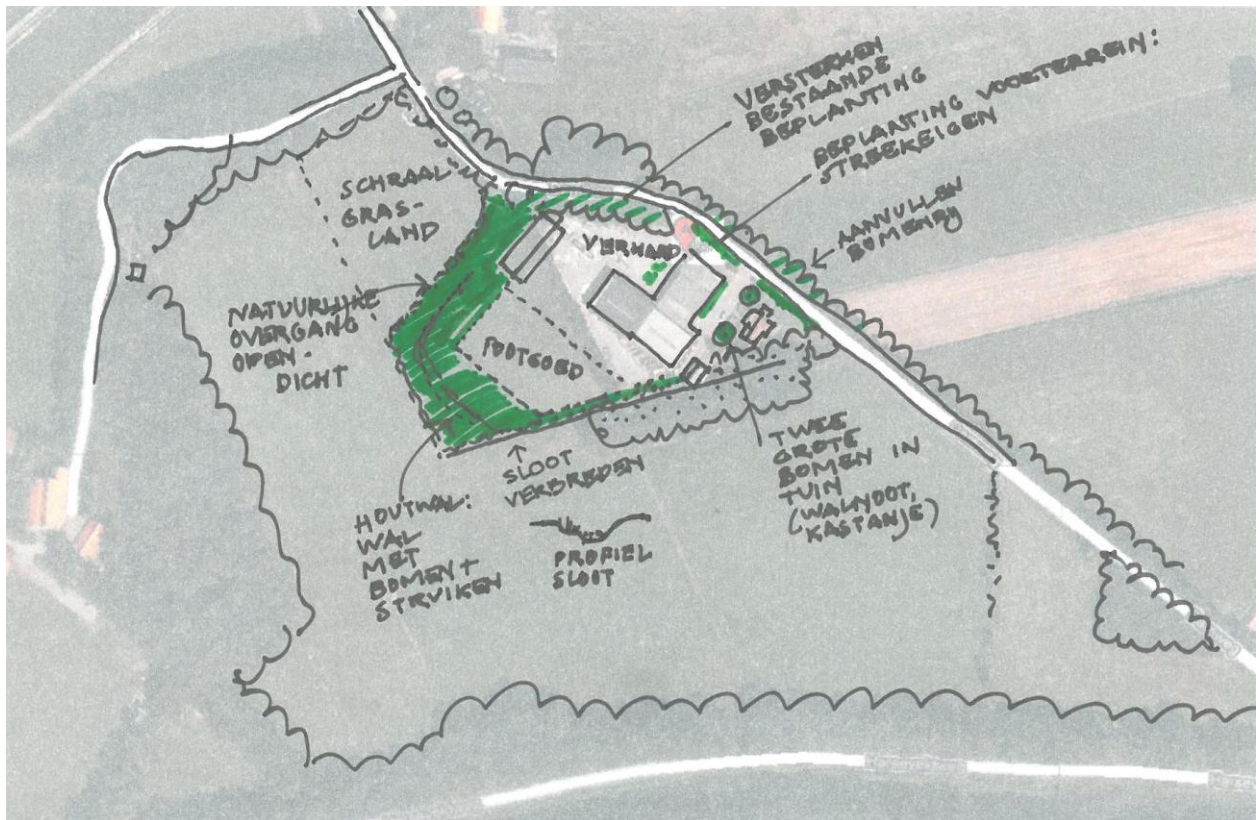 VERSTERKEN
BESTAANDE
BEPLANTING
BEPLANTING VOORTERREIN:
STREEKEIGEN
AANVULLEN
BOMENRY
SCHRAAL
GRAS-
LAND
VERHARD
NATUURLIJKE
OVERGANG
OPEN-
DICHT
POOTGOED
HOUTWAL:
WAL
MET
BOMEN+
STRUIKEN
SLOOT
VERBREDEN
PROFIEL
SLOOT
TWEE
GROTE
BOMEN IN
TUIN
(WALNOOT,
KASTANJE)